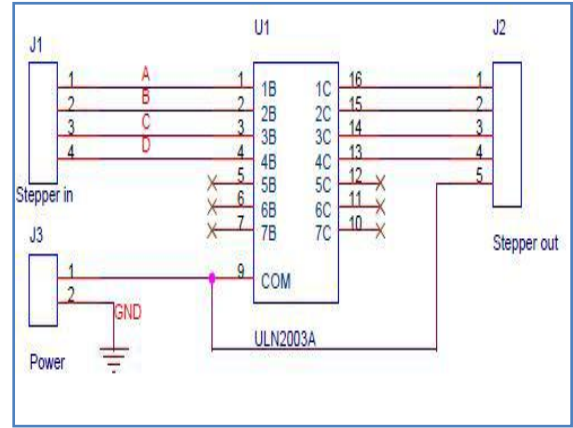 U1
J2
J1
1 A 1 1B 1C 16 1
2 B 2 2B 2C 15 2
3 C 3 3B 3C 14 3
4 D 4 4B 4C 13 4
5 5B 5C 12 5
Stepper in
6 6B 6C 11
7 7B 7C 10
J3
Stepper out
1 9 COM
2
GND
ULN2003A
Power